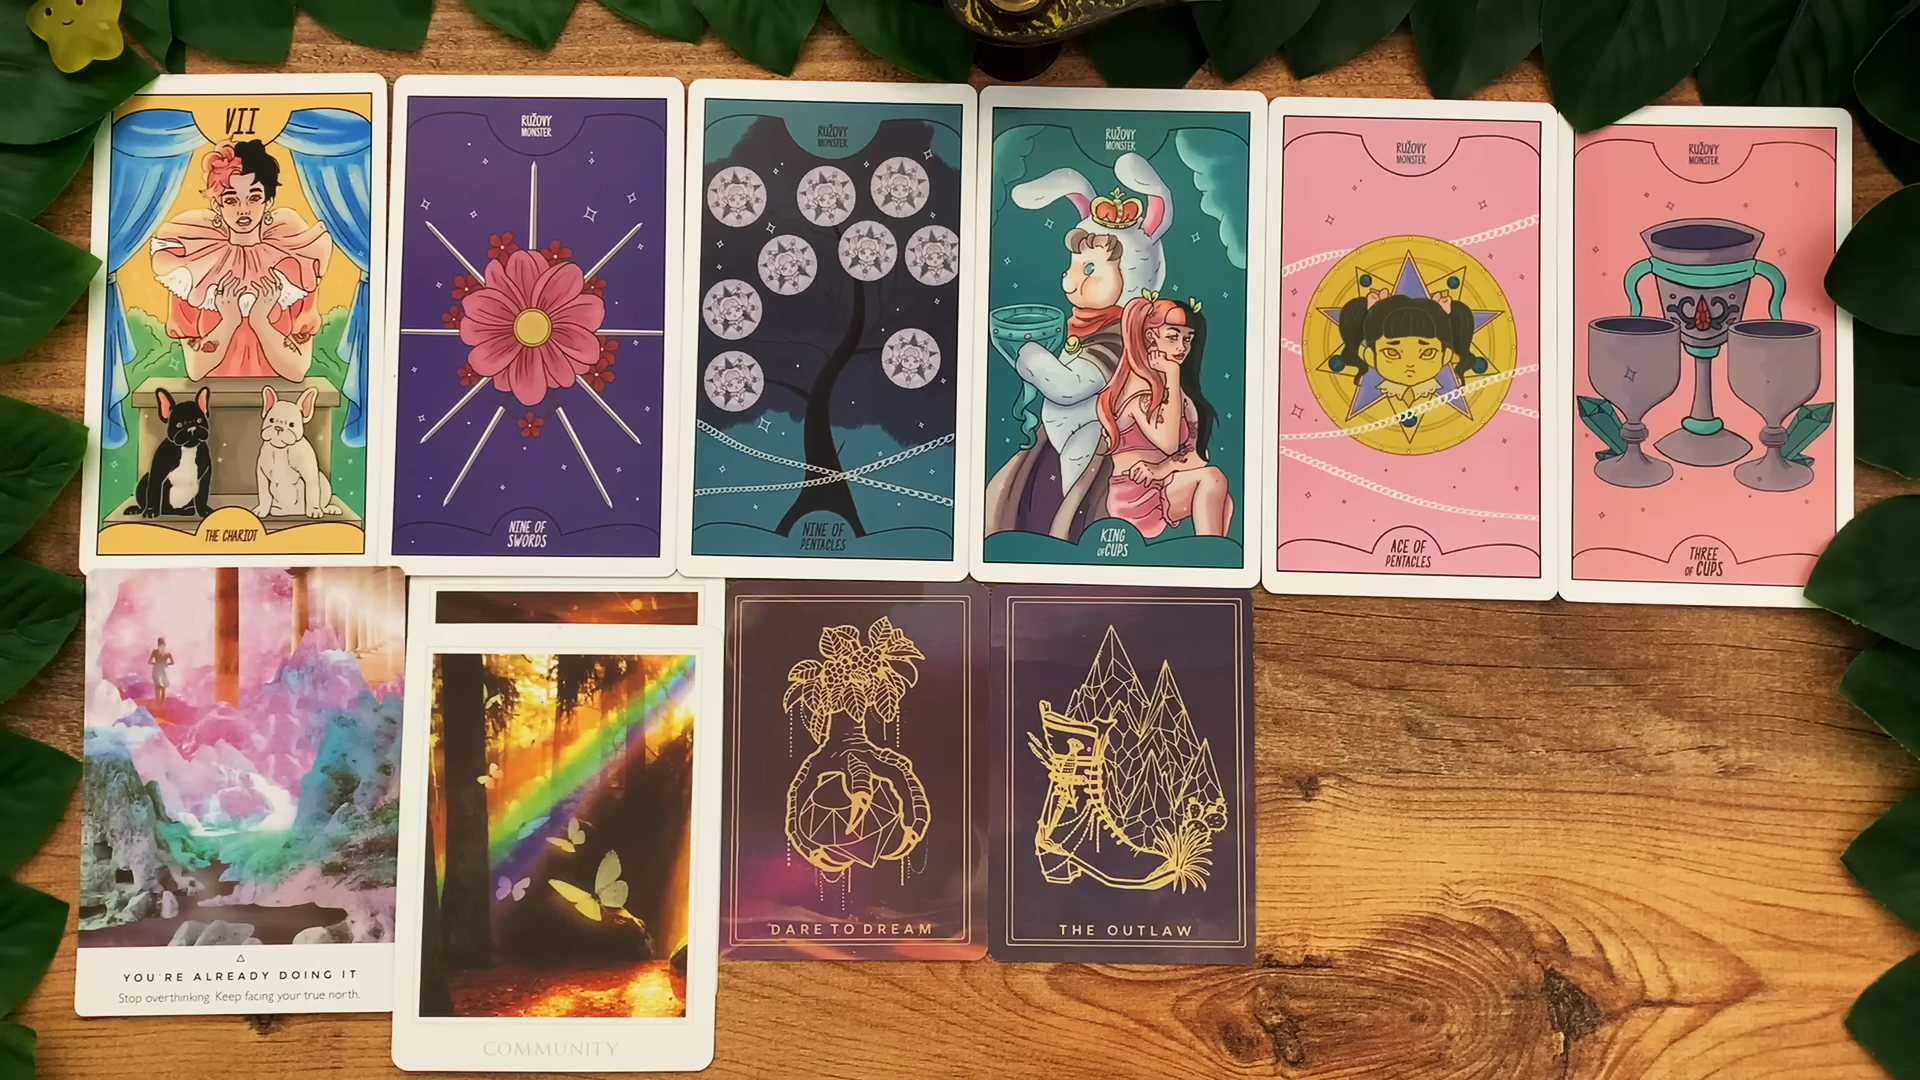 VII
THE CHARIOT
RUŽOVY
MONSTER
NINE OF
SWORDS
RUŽOVY
MONSTER
NINE OF
PENTACLES
RUŽOVY
MONSTER
KING
OF CUPS
RUŽOVY
MONSTER
ACE OF
PENTACLES
RUŽOVY
MONSTER
THREE
OF CUPS
YOU'RE ALREADY DOING IT
Stop overthinking. Keep facing your true north.
COMMUNITY
DARE TO DREAM
THE OUTLAW